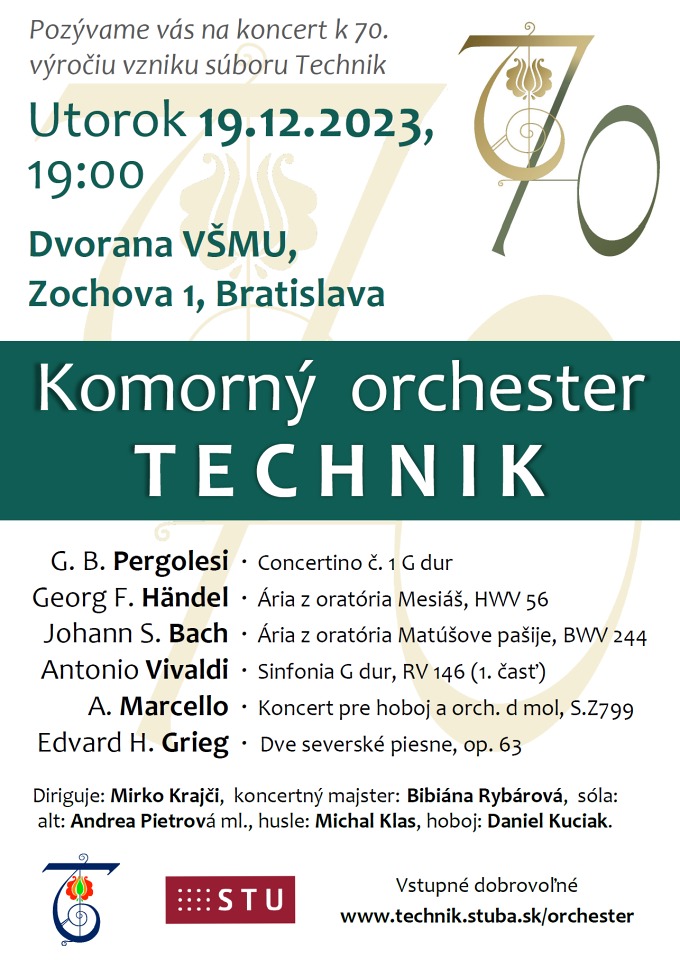 Pozývame vás na koncert k 70.
výročiu vzniku súboru Technik
Utorok 19.12.2023,
19:00
Dvorana VŠMU,
Zochova 1, Bratislava
70
Komorný orchester
TECHNIK
G. B. Pergolesi · Concertino č. 1 G dur
Georg F. Händel · Ária z oratória Mesiáš, HWV 56
Johann S. Bach · Ária z oratória Matúšove pašije, BWV 244
Antonio Vivaldi · Sinfonia G dur, RV 146 (1. časť)
A. Marcello · Koncert pre hoboj a orch. d mol, S.Z799
Edvard H. Grieg · Dve severské piesne, op. 63
Diriguje: Mirko Krajči, koncertný majster: Bibiána Rybárová, sóla:
alt: Andrea Pietrová ml., husle: Michal Klas, hoboj: Daniel Kuciak.
STU
Vstupné dobrovoľné
www.technik.stuba.sk/orchester